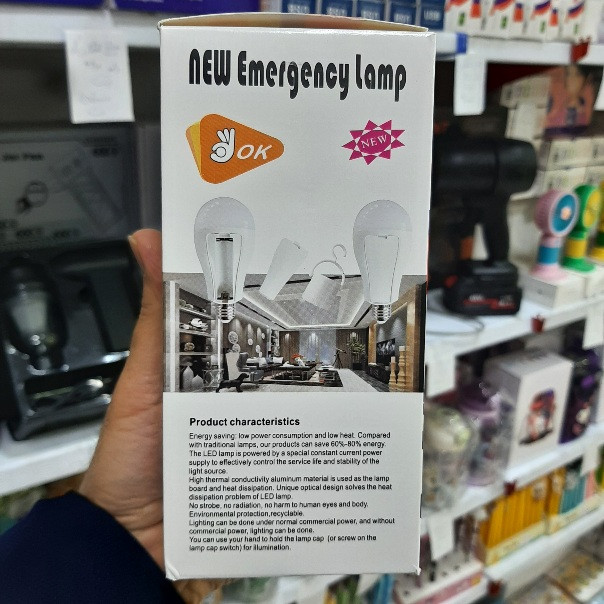 NEW Emergency Lamp
OK
NEW
Product characteristics
Energy saving: low power consumption and low heat. Compared
with traditional lamps, our products can save 60%-80% energy.
The LED lamp is powered by a special constant current power
supply to effectively control the service life and stability of the
light source.
High thermal conductivity aluminum material is used as the lamp
board and heat dissipation. Unique optical design solves the heat
dissipation problem of LED lamp.
No strobe, no radiation, no harm to human eyes and body.
Environmental protection,recyclable.
Lighting can be done under normal commercial power, and without
commercial power, lighting can be done.
You can use your hand to hold the lamp cap (or screw on the
lamp cap switch) for illumination.